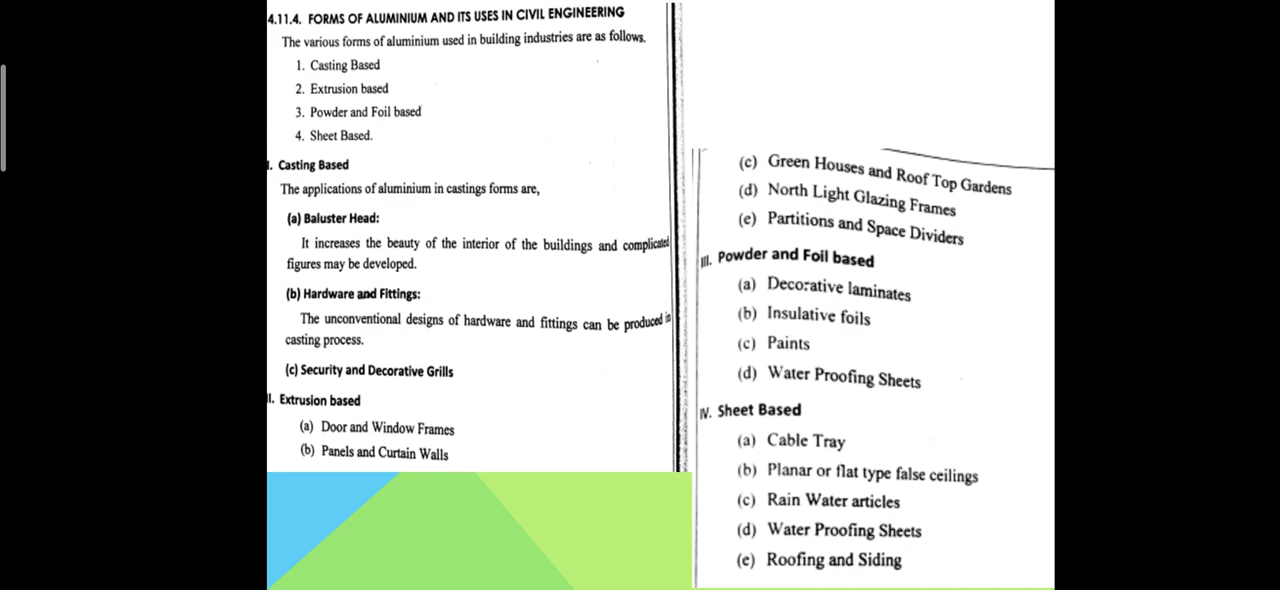 4.11.4. FORMS OF ALUMINIUM AND ITS USES IN CIVIL ENGINEERING
The various forms of aluminium used in building industries are as follows.
1. Casting Based
2. Extrusion based
3. Powder and Foil based
4. Sheet Based.
I. Casting Based
The applications of aluminium in castings forms are,
(a) Baluster Head:
It increases the beauty of the interior of the buildings and complicated
figures may be developed.
(b) Hardware and Fittings:
The unconventional designs of hardware and fittings can be produced in
casting process.
(c) Security and Decorative Grills
II. Extrusion based
(a) Door and Window Frames
(b) Panels and Curtain Walls
(c) Green Houses and Roof Top Gardens
(d) North Light Glazing Frames
(e) Partitions and Space Dividers
III. Powder and Foil based
(a) Decorative laminates
(b) Insulative foils
(c) Paints
(d) Water Proofing Sheets
IV. Sheet Based
(a) Cable Tray
(b) Planar or flat type false ceilings
(c) Rain Water articles
(d) Water Proofing Sheets
(e) Roofing and Siding